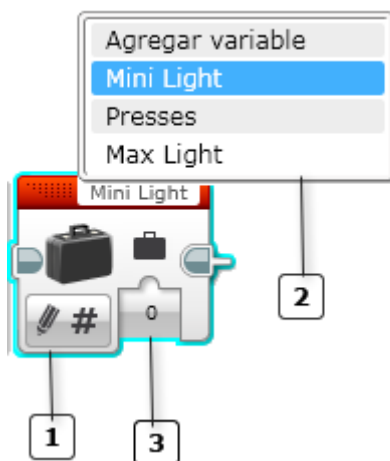 Agregar variable
Mini Light
Presses
Max Light
Mini Light
#
0
2
1
3